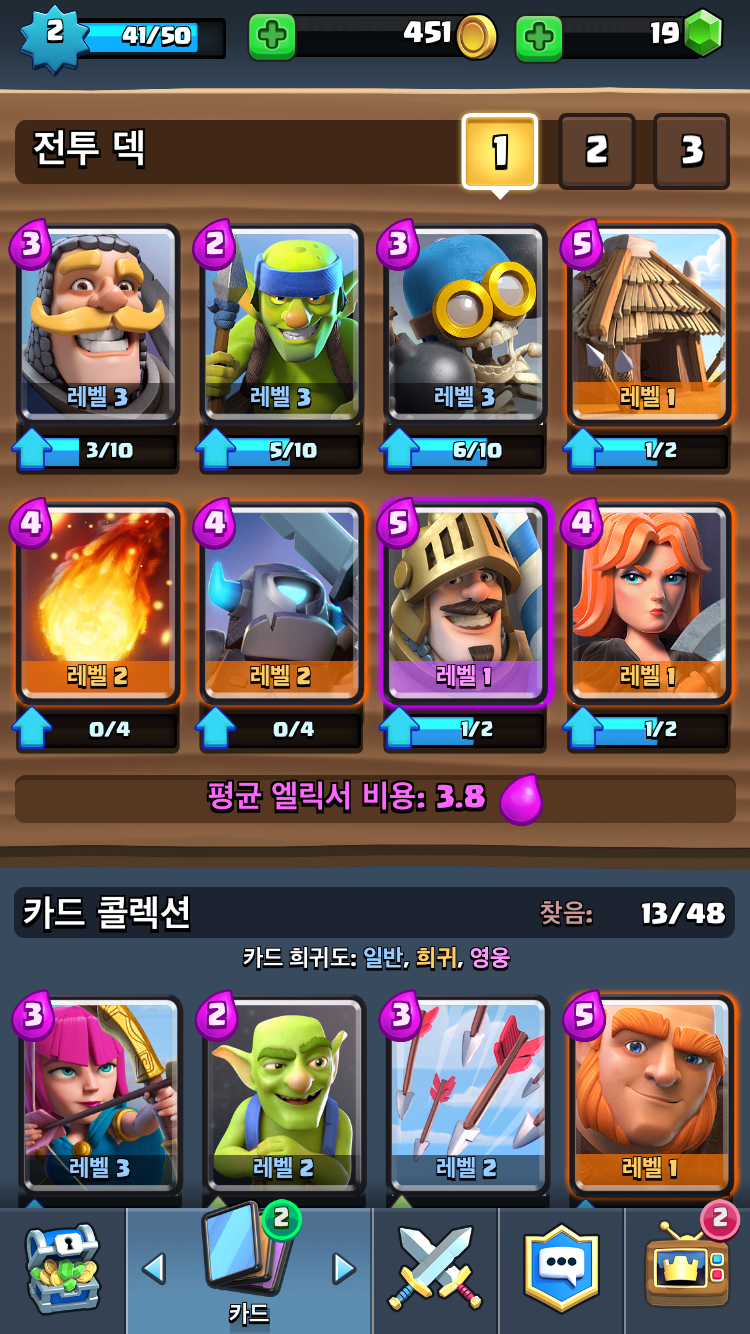 2 41/50 451 19
전투 덱 1 2 3
3 2 3 5
레벨 3 레벨 3 레벨 3 레벨 1
3/10 5/10 6/10 1/2
4 4 5 4
레벨 2 레벨 2 레벨 1 레벨 1
0/4 0/4 1/2 1/2
평균 엘릭서 비용: 3.8
카드 콜렉션 찾음: 13/48
카드 희귀도: 일반, 희귀, 영웅
3 2 3 5
레벨 3 레벨 2 레벨 2 레벨 1
2 2
카드